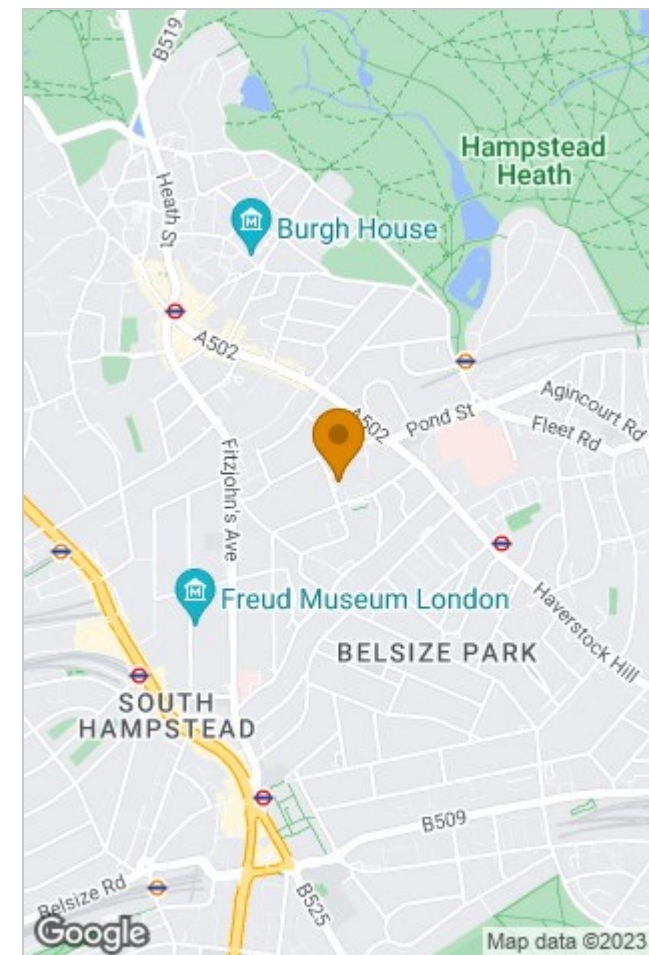 B519
Hampstead
Heath
Heath St
Burgh House
A502
A502
Pond St
Agincourt Rd
Fleet Rd
Fitzjohn's Ave
Freud Museum London
Haverstock Hill
BELSIZE PARK
SOUTH
HAMPSTEAD
B509
Belsize Rd
B525
Google
Map data ©2023